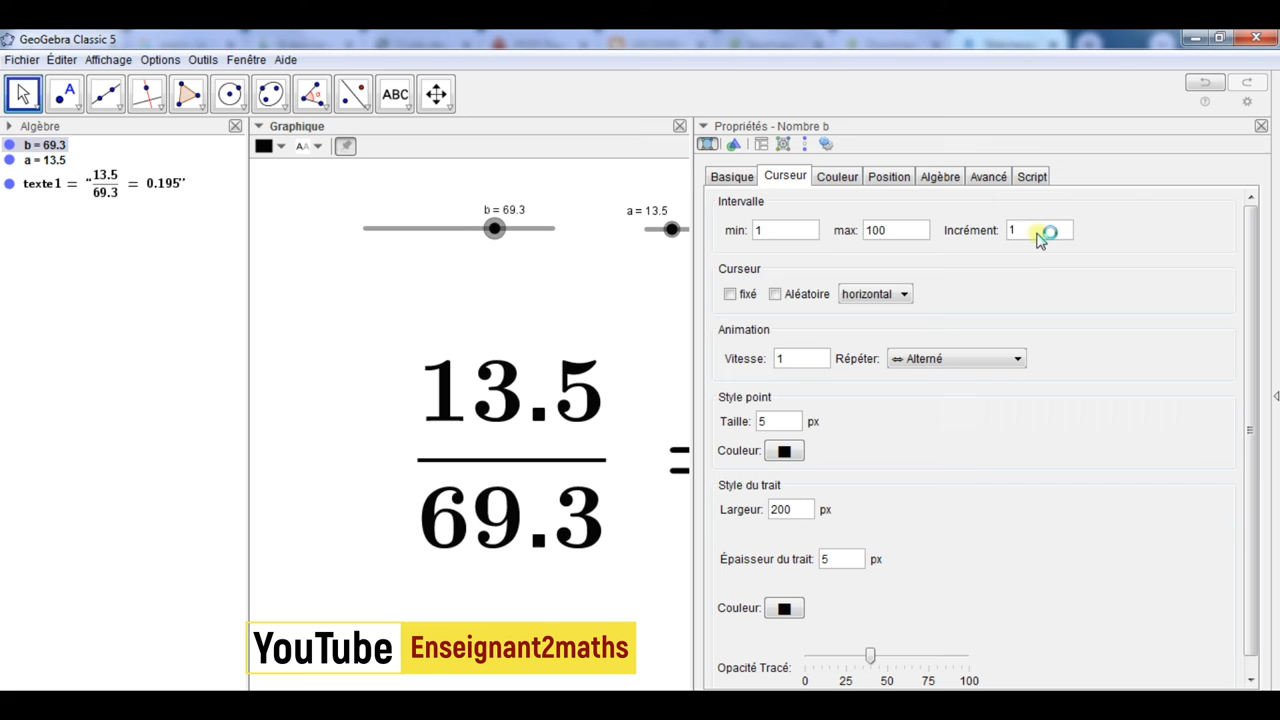 GeoGebra Classic 5
Fichier Éditer Affichage Options Outils Fenêtre Aide
ABC
Algèbre
b = 69.3
a = 13.5
texte1 = "13.5/69.3 = 0.195"
Graphique
AA
b = 69.3
a = 13.5
13.5
69.3
=
YouTube Enseignant2maths
Propriétés - Nombre b
Basique Curseur Couleur Position Algèbre Avancé Script
Intervalle
min: 1 max: 100 Incrément: 1
Curseur
fixé Aléatoire horizontal
Animation
Vitesse: 1 Répéter: ⇔ Alterné
Style point
Taille: 5 px
Couleur:
Style du trait
Largeur: 200 px
Épaisseur du trait: 5 px
Couleur:
Opacité Tracé:
0 25 50 75 100